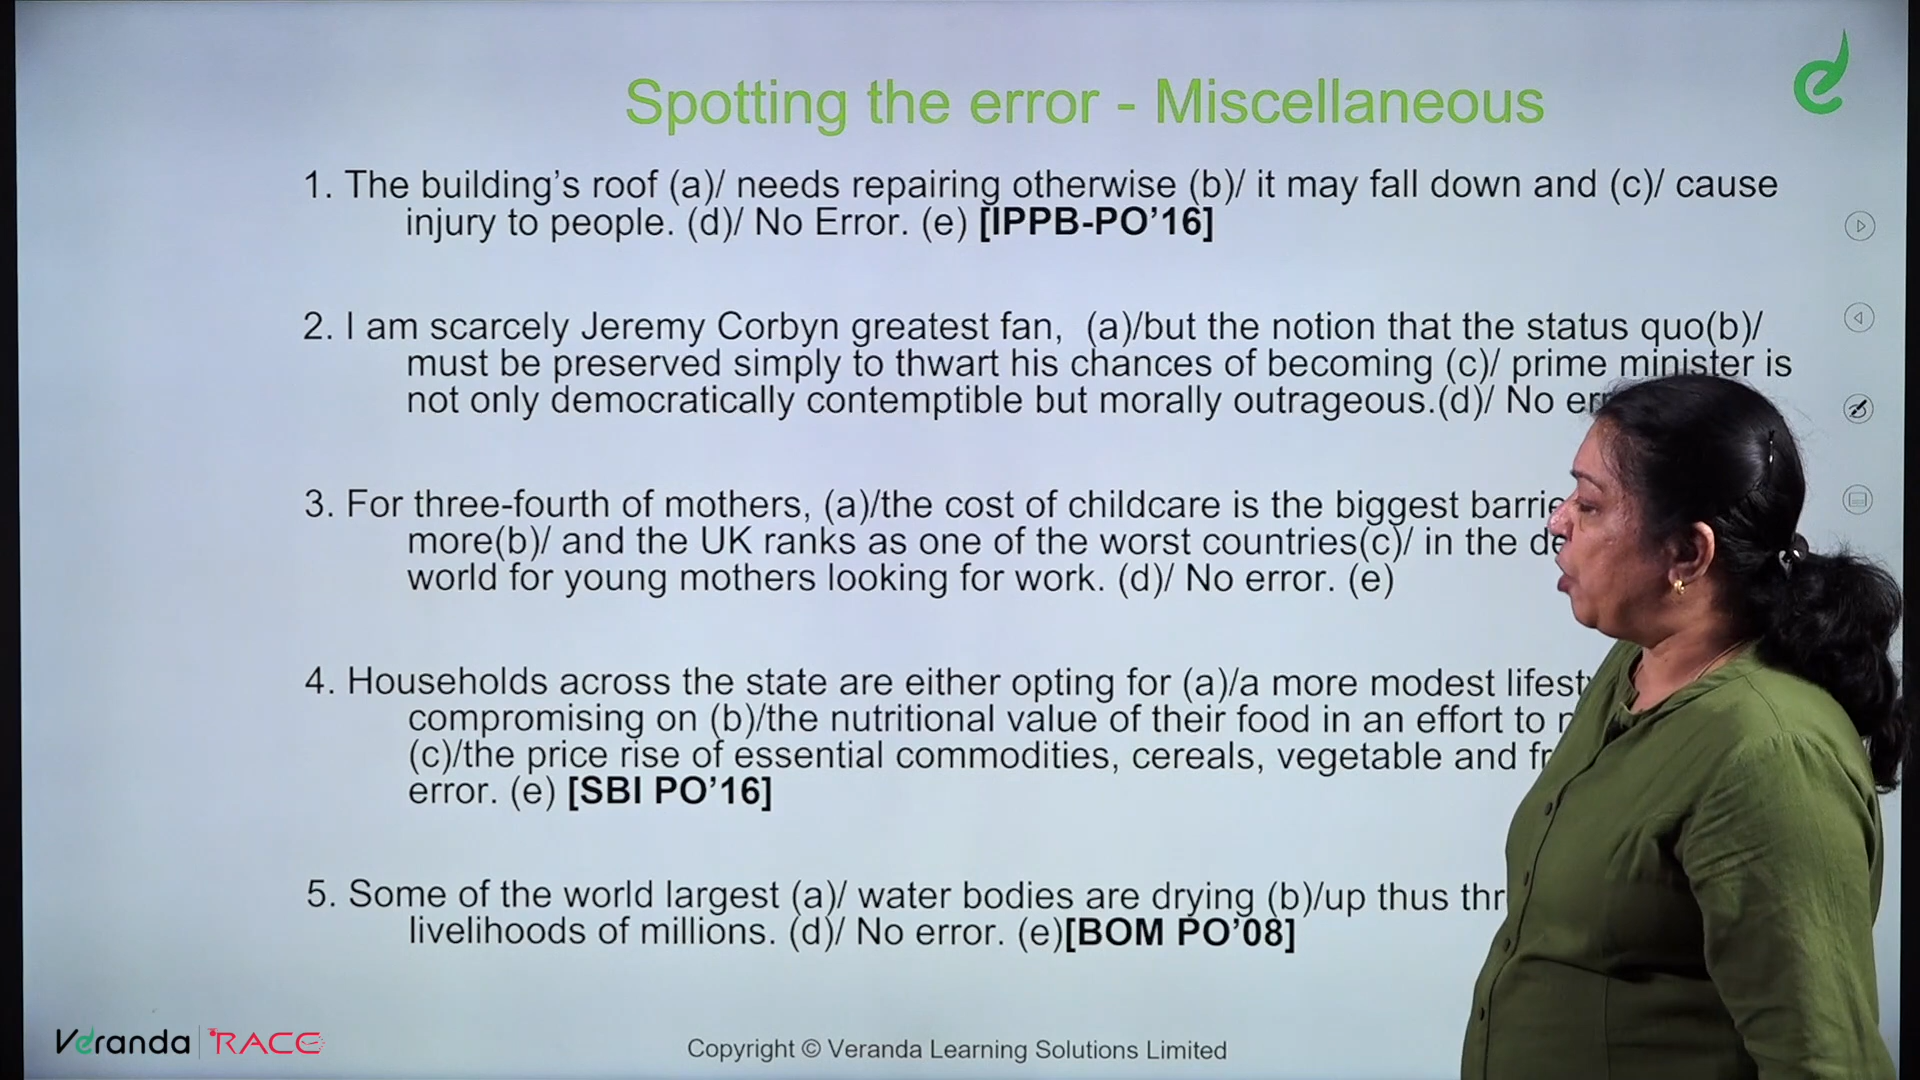 Spotting the error - Miscellaneous
1. The building’s roof (a)/ needs repairing otherwise (b)/ it may fall down and (c)/ cause
injury to people. (d)/ No Error. (e) [IPPB-PO’16]
2. I am scarcely Jeremy Corbyn greatest fan, (a)/but the notion that the status quo(b)/
must be preserved simply to thwart his chances of becoming (c)/ prime minister is
not only democratically contemptible but morally outrageous.(d)/ No
3. For three-fourth of mothers, (a)/the cost of childcare is the biggest
more(b)/ and the UK ranks as one of the worst countries(c)/ in the
world for young mothers looking for work. (d)/ No error. (e)
4. Households across the state are either opting for (a)/a more modest
compromising on (b)/the nutritional value of their food in an effort to
(c)/the price rise of essential commodities, cereals, vegetable and
error. (e) [SBI PO’16]
5. Some of the world largest (a)/ water bodies are drying (b)/up thus
livelihoods of millions. (d)/ No error. (e)[BOM PO’08]
Veranda RACE
Copyright © Veranda Learning Solutions Limited